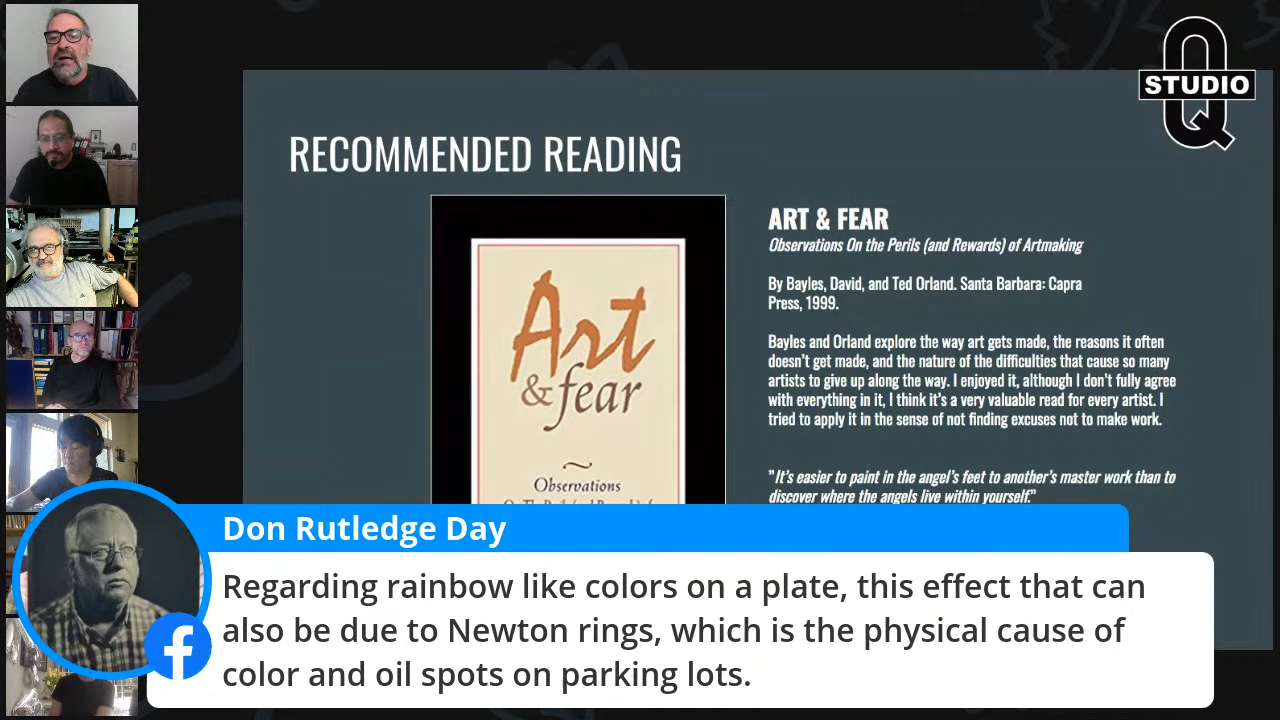 STUDIO
Q
RECOMMENDED READING
Art
& fear
Observations
ART & FEAR
Observations On the Perils (and Rewards) of Artmaking
By Bayles, David, and Ted Orland. Santa Barbara: Capra
Press, 1999.
Bayles and Orland explore the way art gets made, the reasons it often
doesn't get made, and the nature of the difficulties that cause so many
artists to give up along the way. I enjoyed it, although I don't fully agree
with everything in it, I think it's a very valuable read for every artist. I
tried to apply it in the sense of not finding excuses not to make work.
"It's easier to paint in the angel's feet to another's master work than to
discover where the angels live within yourself."
Don Rutledge Day
Regarding rainbow like colors on a plate, this effect that can
also be due to Newton rings, which is the physical cause of
color and oil spots on parking lots.